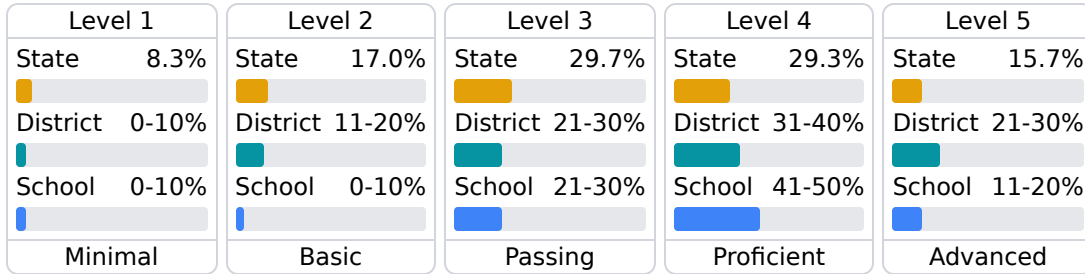 Level 1
State 8.3%
District 0-10%
School 0-10%
Minimal
Level 2
State 17.0%
District 11-20%
School 0-10%
Basic
Level 3
State 29.7%
District 21-30%
School 21-30%
Passing
Level 4
State 29.3%
District 31-40%
School 41-50%
Proficient
Level 5
State 15.7%
District 21-30%
School 11-20%
Advanced